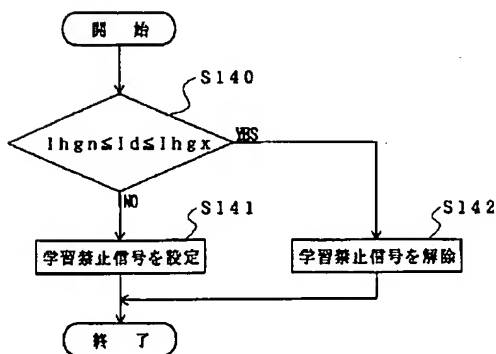 開始
S140
Ihgn≦Id≦Ihgx
YES
NO
S141
S142
学習禁止信号を設定
学習禁止信号を解除
終了